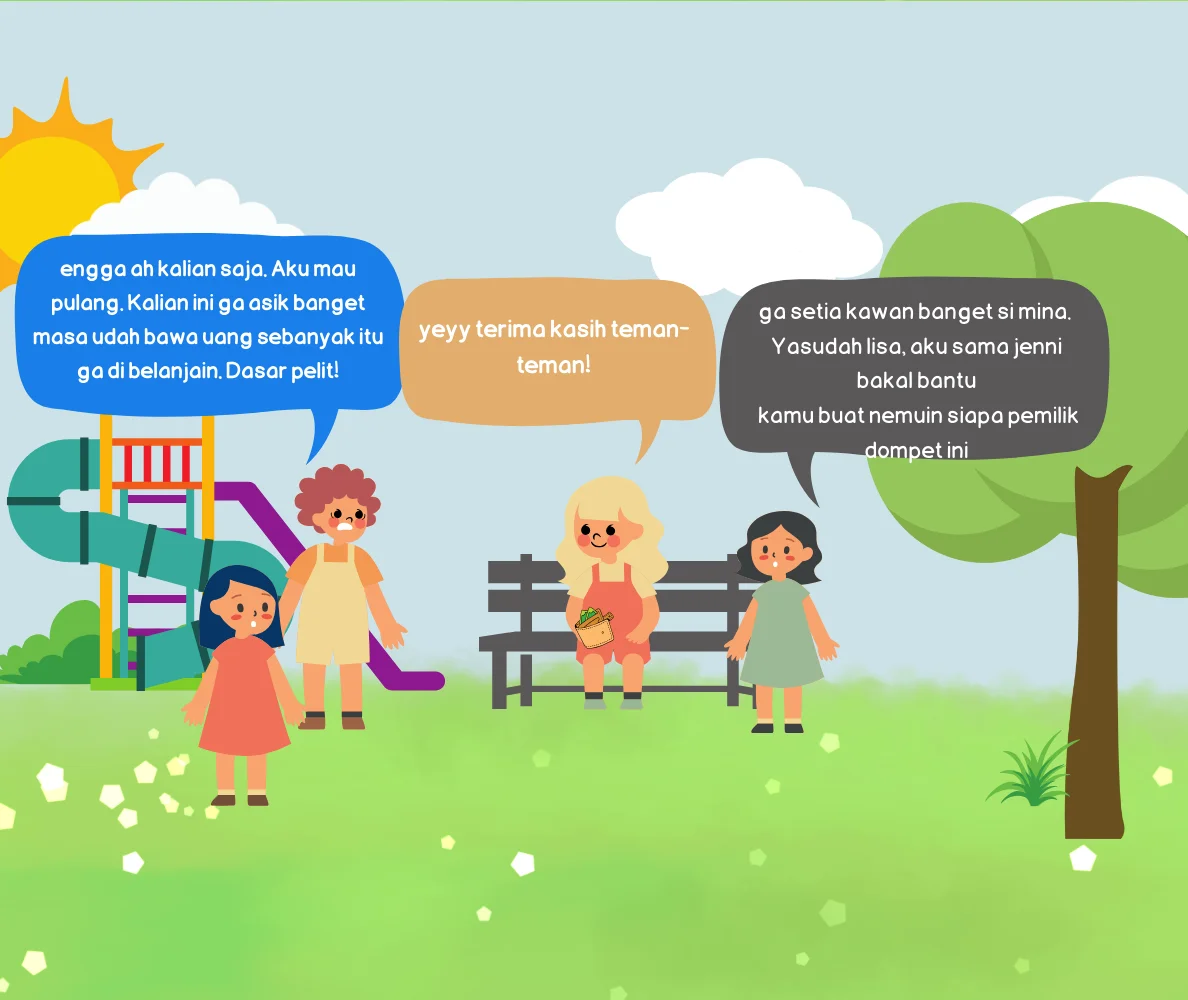 engga ah kalian saja. Aku mau
pulang. Kalian ini ga asik banget
masa udah bawa uang sebanyak itu
ga di belanjain. Dasar pelit!
yeyy terima kasih teman-
teman!
ga setia kawan banget si mina.
Yasudah lisa, aku sama jenni
bakal bantu
kamu buat nemuin siapa pemilik
dompet ini